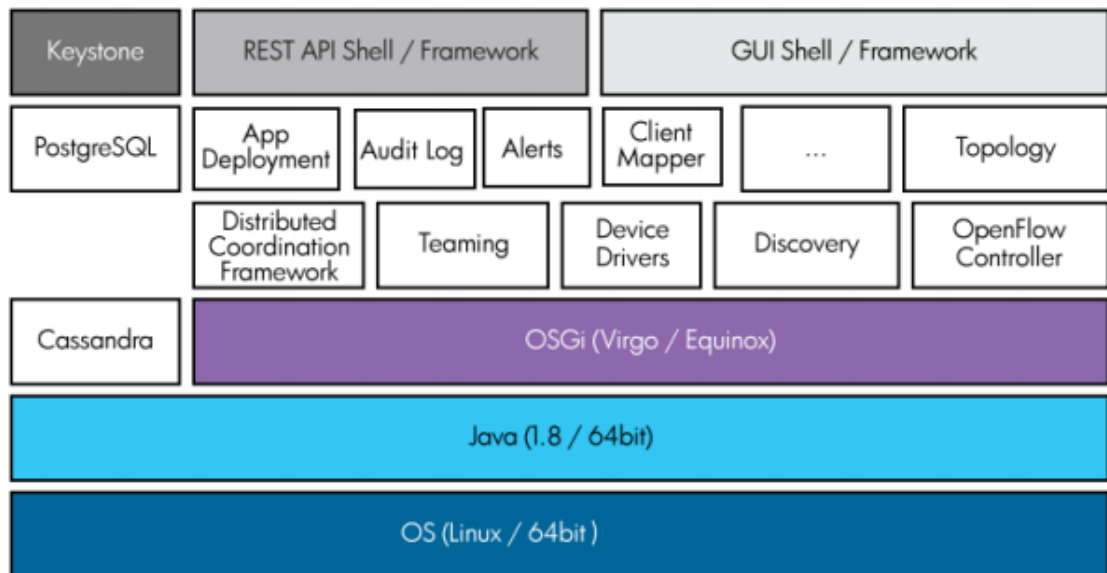 Keystone
REST API Shell / Framework
GUI Shell / Framework
PostgreSQL
App
Deployment
Audit Log
Alerts
Client
Mapper
...
Topology
Distributed
Coordination
Framework
Teaming
Device
Drivers
Discovery
OpenFlow
Controller
Cassandra
OSGi (Virgo / Equinox)
Java (1.8 / 64bit)
OS (Linux / 64bit )